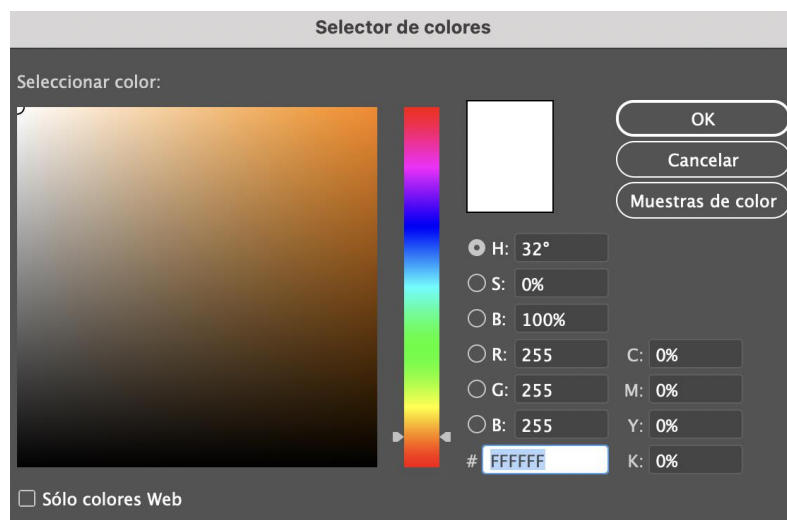 Selector de colores
Seleccionar color:
OK
Cancelar
Muestras de color
H: 32°
S: 0%
B: 100%
R: 255 C: 0%
G: 255 M: 0%
B: 255 Y: 0%
# FFFFFF K: 0%
Sólo colores Web